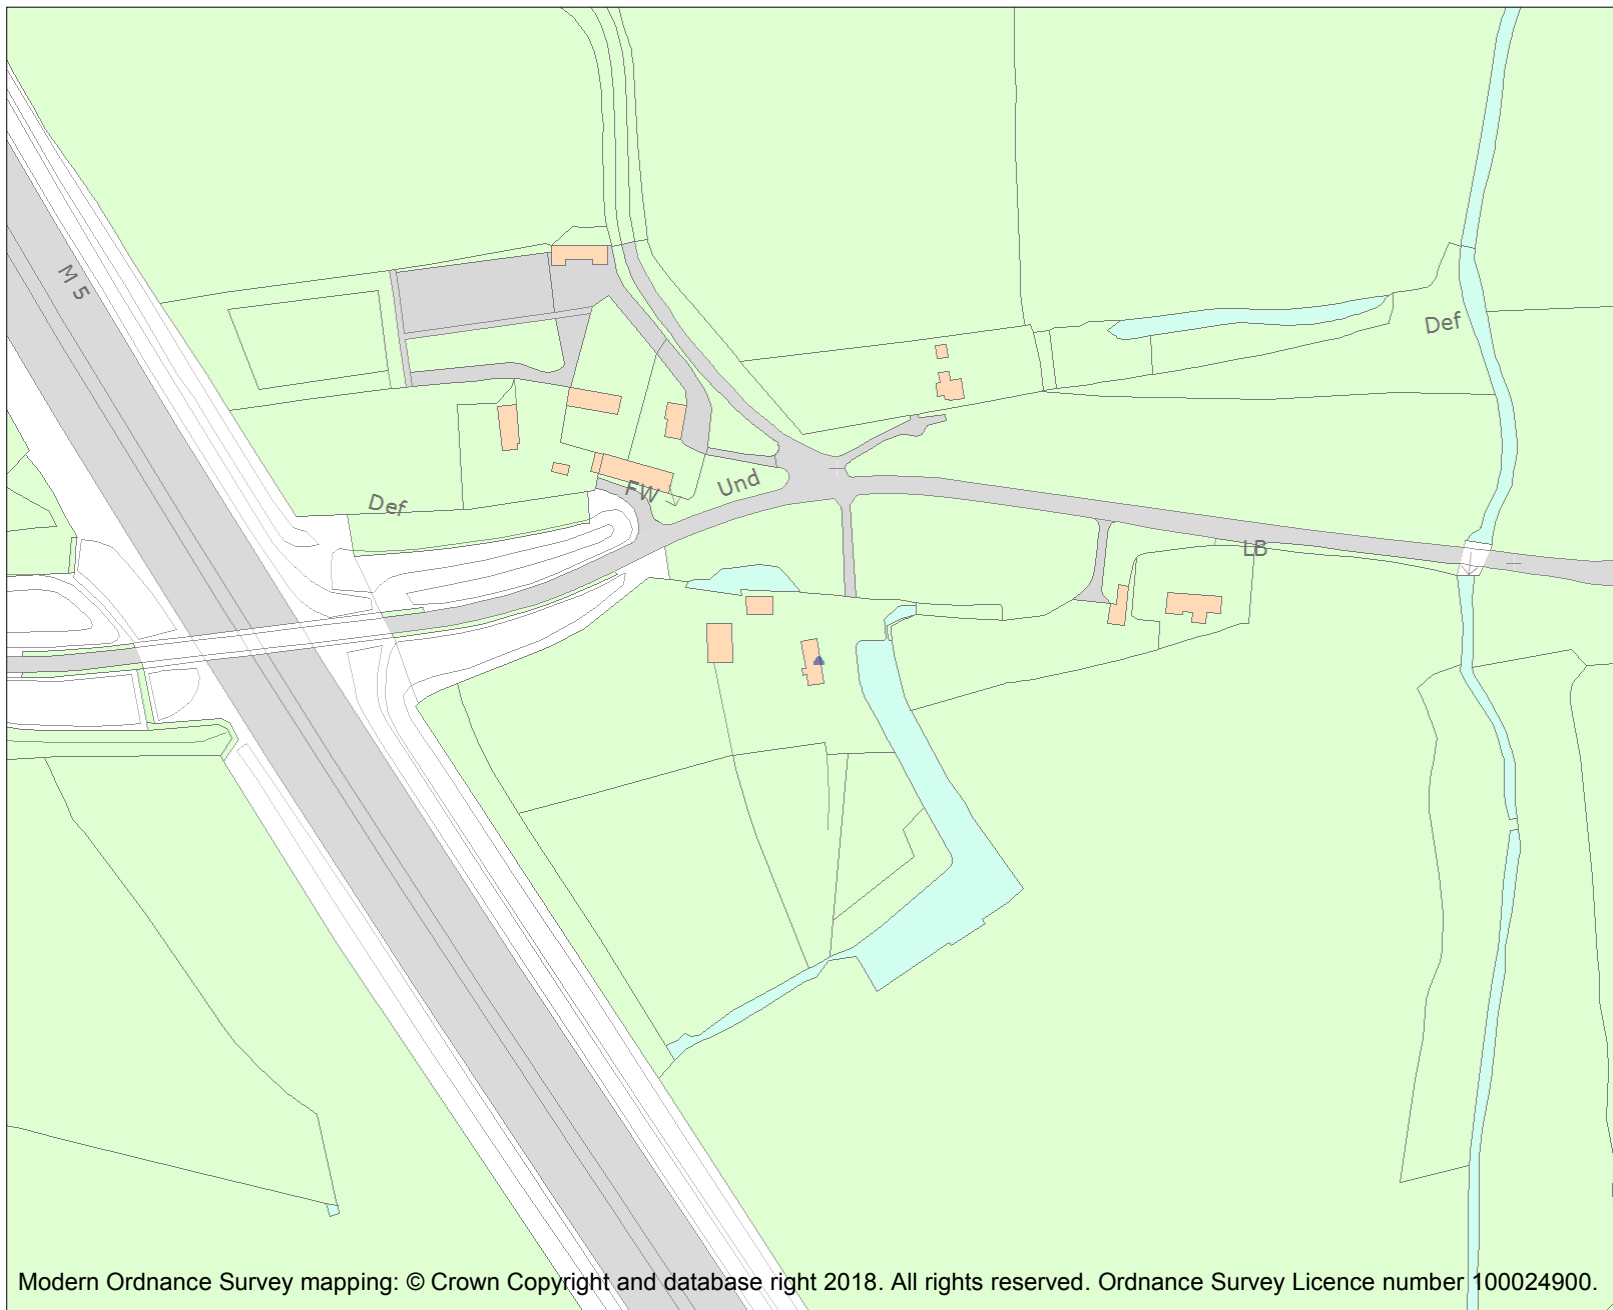 M 5
Def
Def
FW
Und
LB
Modern Ordnance Survey mapping: © Crown Copyright and database right 2018. All rights reserved. Ordnance Survey Licence number 100024900.